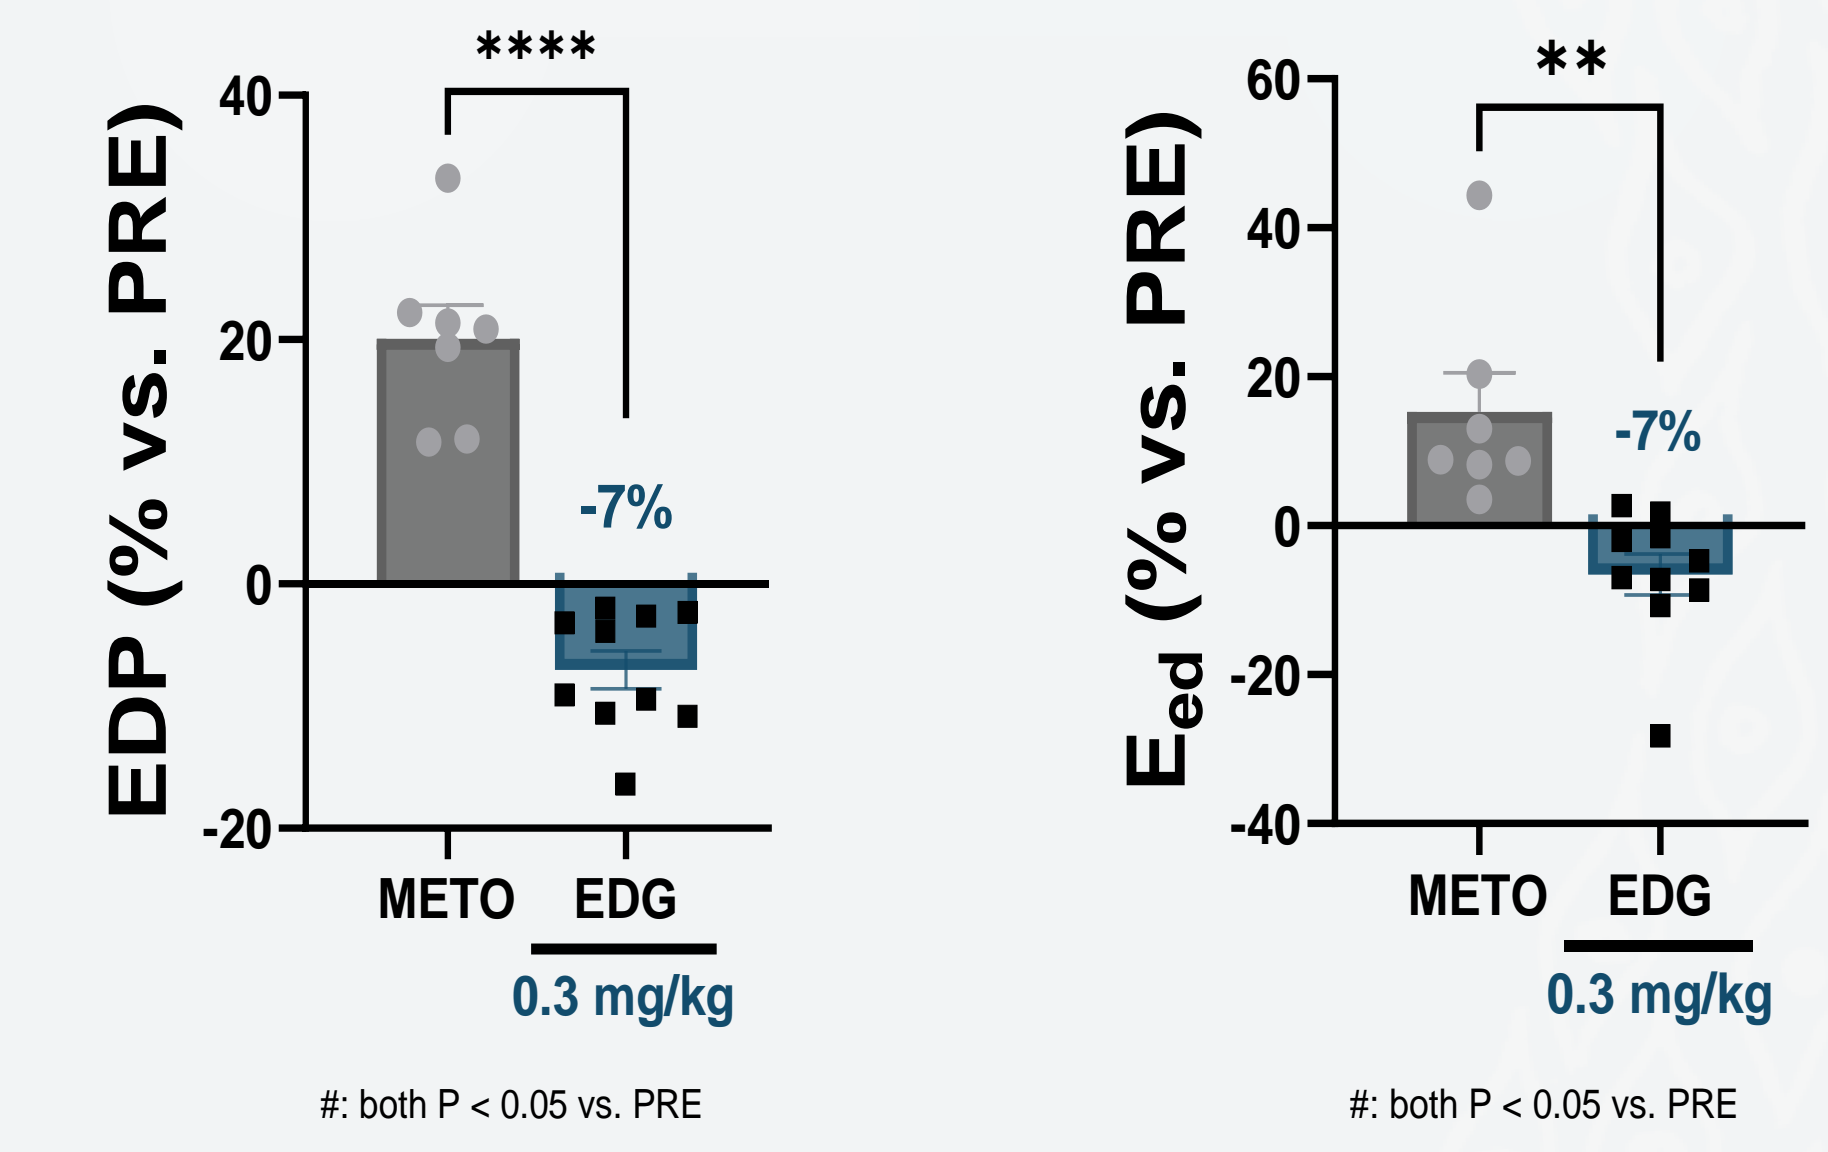 ****
EDP (% vs. PRE)
40
20
0
-20
-7%
METO EDG
0.3 mg/kg
#: both P < 0.05 vs. PRE
**
Eed (% vs. PRE)
60
40
20
0
-20
-40
-7%
METO EDG
0.3 mg/kg
#: both P < 0.05 vs. PRE